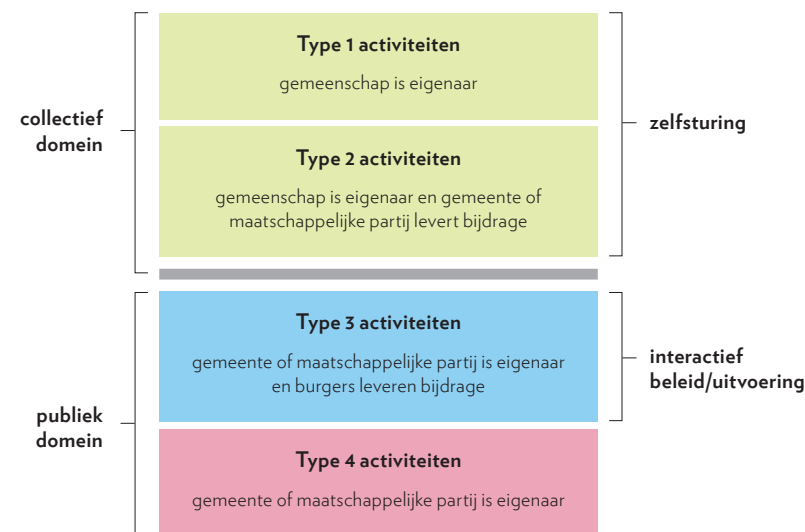 Type 1 activiteiten
gemeenschap is eigenaar
collectief
domein
zelfsturing
Type 2 activiteiten
gemeenschap is eigenaar en gemeente of
maatschappelijke partij levert bijdrage
Type 3 activiteiten
gemeente of maatschappelijke partij is eigenaar
en burgers leveren bijdrage
interactief
beleid/uitvoering
publiek
domein
Type 4 activiteiten
gemeente of maatschappelijke partij is eigenaar